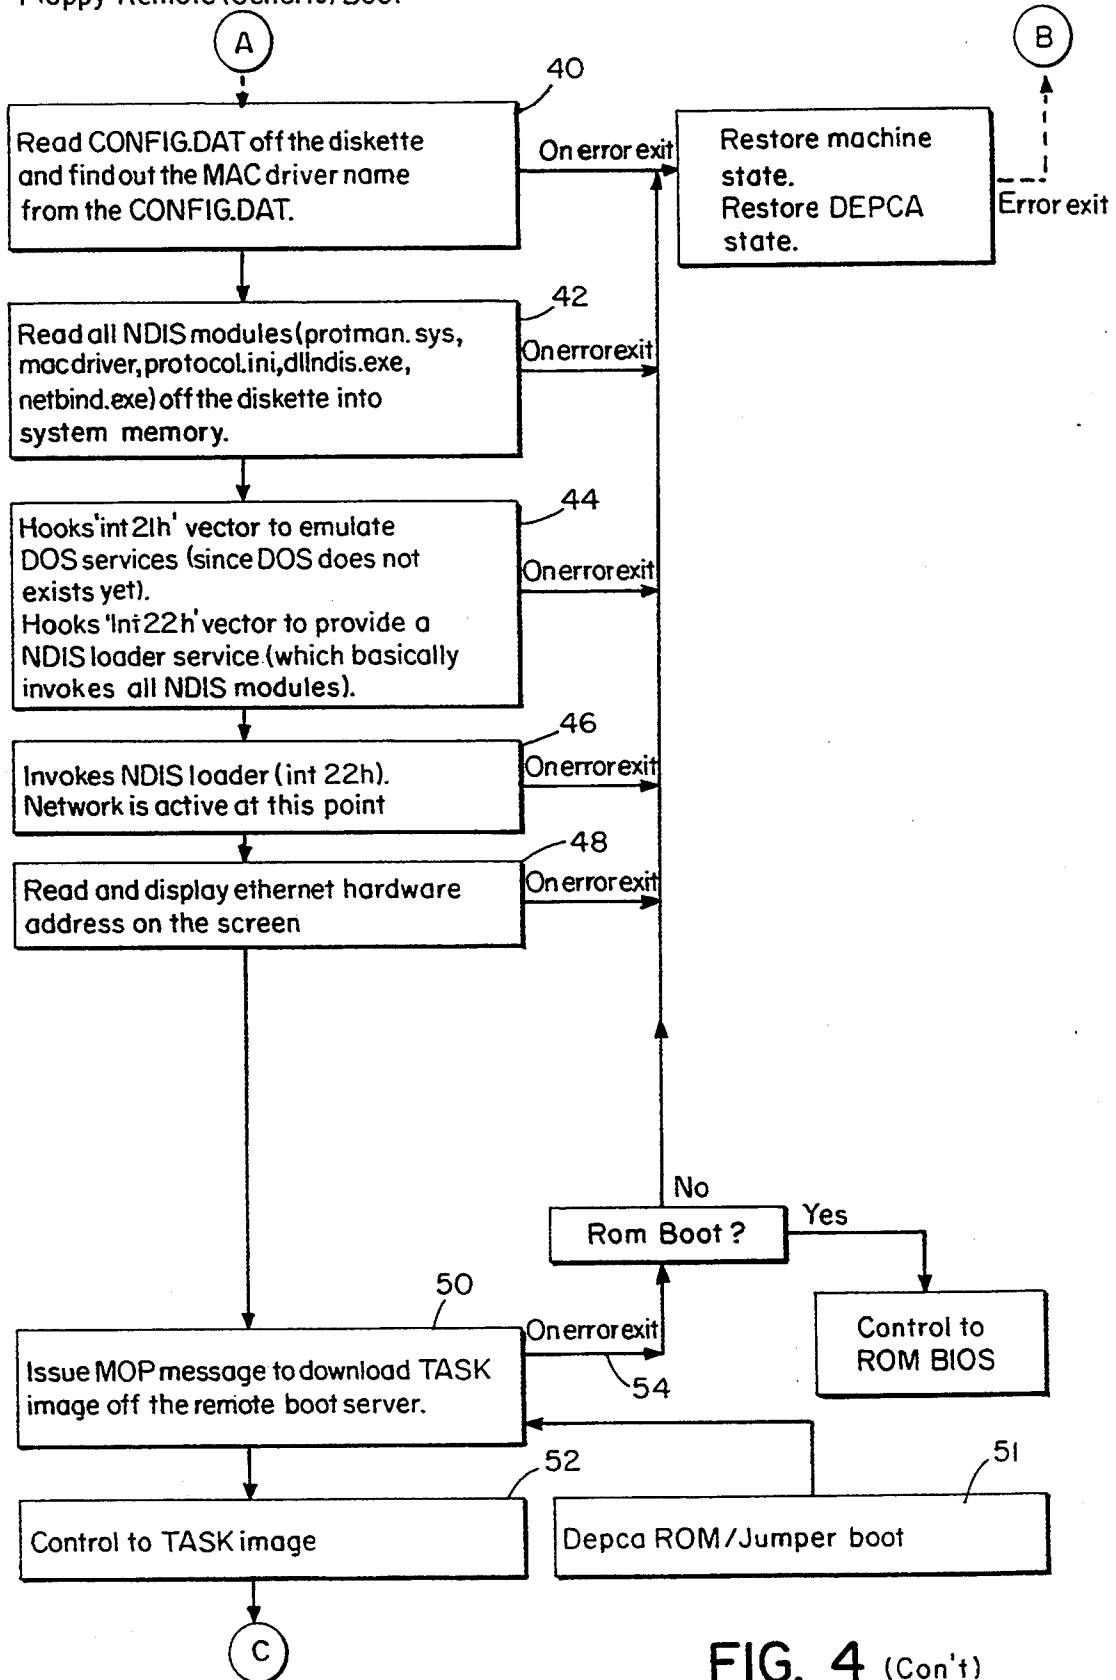 A
B
40
Read CONFIG.DAT off the diskette
and find out the MAC driver name
from the CONFIG.DAT.
On error exit
Restore machine
state.
Restore DEPCA
state.
Error exit
42
Read all NDIS modules (protman.sys,
mac driver, protocol.ini, dllndis.exe,
netbind.exe) off the diskette into
system memory.
On error exit
44
Hooks 'int 21h' vector to emulate
DOS services (since DOS does not
exists yet).
Hooks 'Int 22h' vector to provide a
NDIS loader service (which basically
invokes all NDIS modules).
On error exit
46
Invokes NDIS loader (int 22h).
Network is active at this point
On error exit
48
Read and display ethernet hardware
address on the screen
On error exit
No
Rom Boot?
Yes
Control to
ROM BIOS
50
Issue MOP message to download TASK
image off the remote boot server.
On error exit
54
52
Control to TASK image
51
Depca ROM/Jumper boot
C
FIG. 4 (Con't)